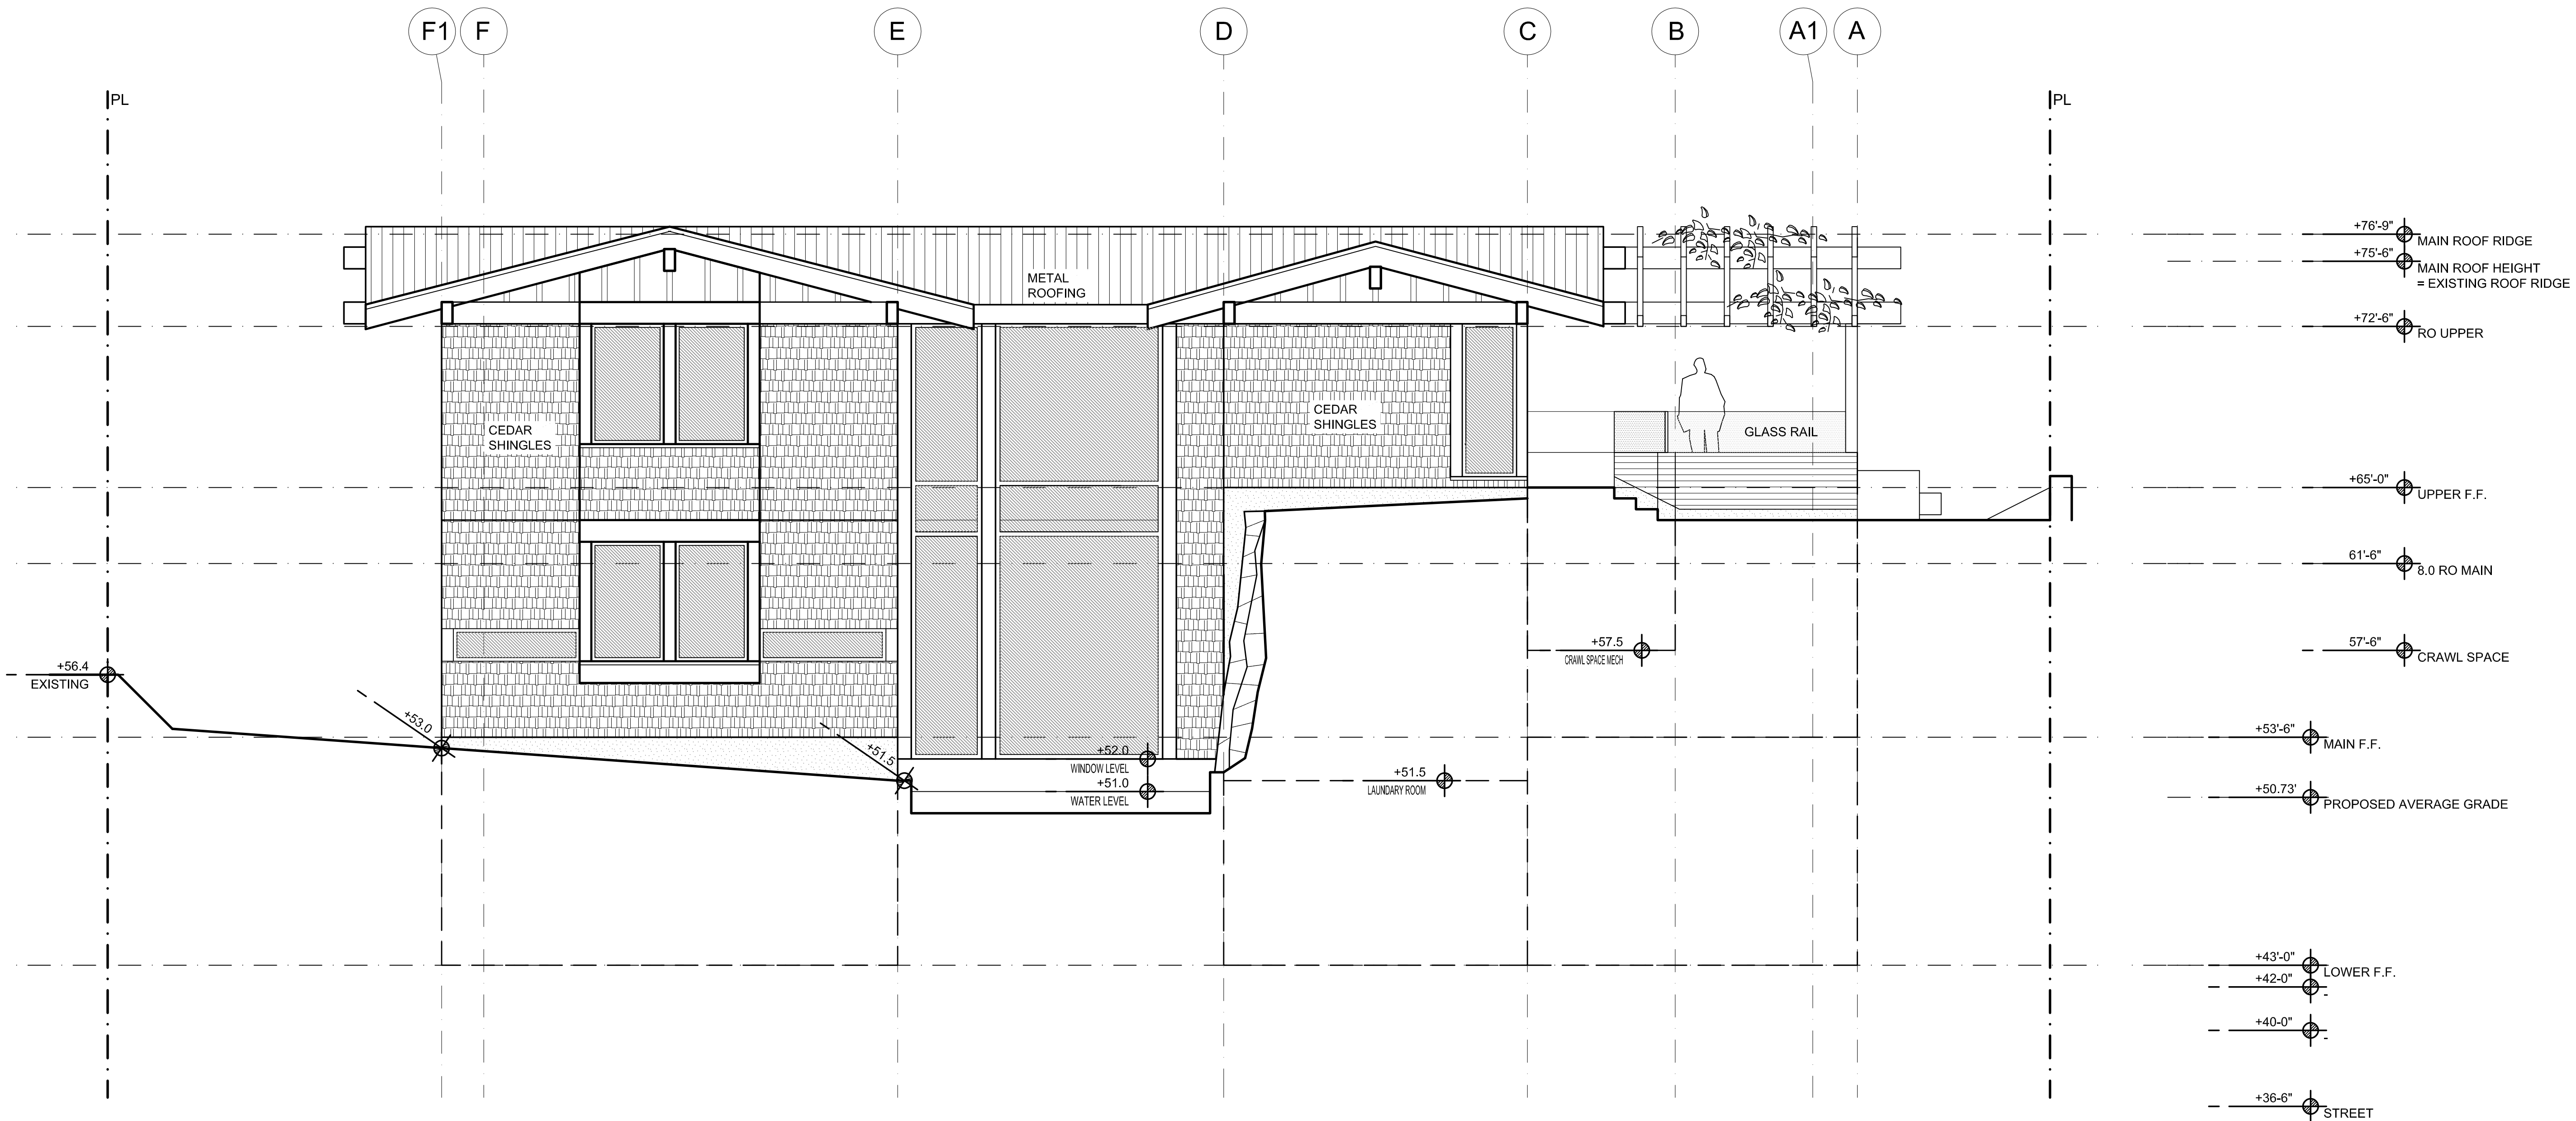 F1 F E D C B A1 A
PL
PL
+76'-9"
MAIN ROOF RIDGE
+75'-6"
MAIN ROOF HEIGHT
= EXISTING ROOF RIDGE
METAL
ROOFING
+72'-6"
RO UPPER
CEDAR
SHINGLES
CEDAR
SHINGLES
GLASS RAIL
+65'-0"
UPPER F.F.
61'-6"
8.0 RO MAIN
+57.5
CRAWL SPACE MECH
57'-6"
CRAWL SPACE
+56.4
EXISTING
+53.0
+51.5
+52.0
WINDOW LEVEL
+51.0
WATER LEVEL
+51.5
LAUNDARY ROOM
+53'-6"
MAIN F.F.
+50.73'
PROPOSED AVERAGE GRADE
+43'-0"
LOWER F.F.
+42-0"
-
+40-0"
-
+36-6"
STREET